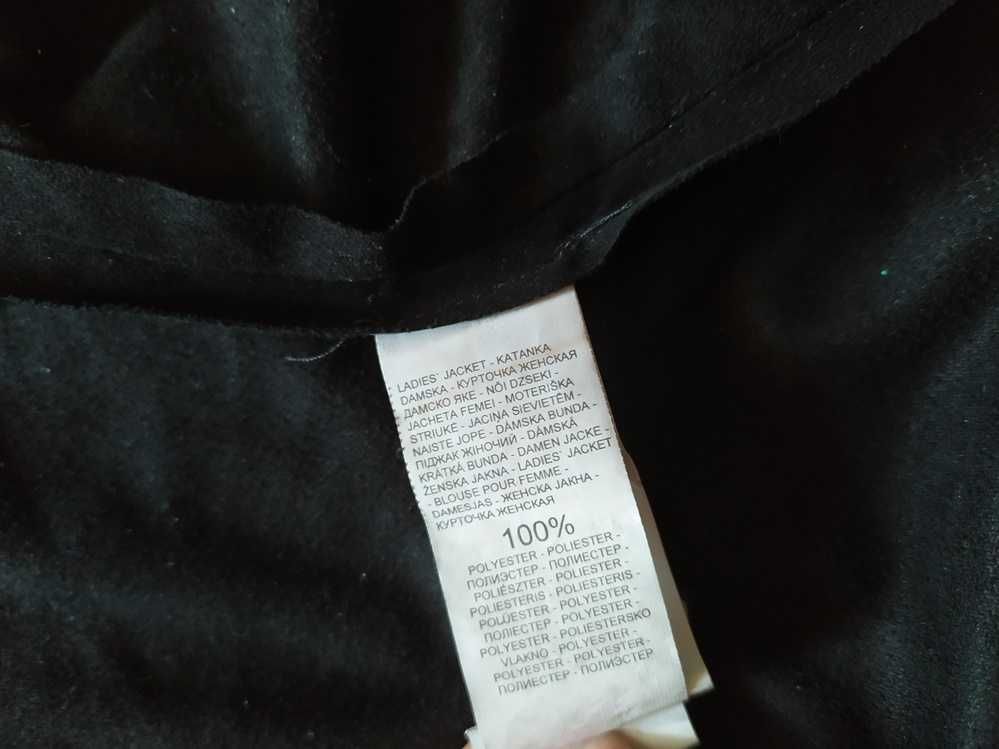 LADIES` JACKET - KATANKA
DAMSKA - КУРТОЧКА ЖЕНСКАЯ
ДАМСКО ЯКЕ - NŐI DZSEKI -
JACHETA FEMEI - MOTERIŠKA
STRIUKĖ - JACIŅA SIEVIETĒM -
NAISTE JOPE - DÁMSKA BUNDA -
ПІДЖАК ЖІНОЧИЙ - DÁMSKÁ
KRÁTKÁ BUNDA - DAMEN JACKE -
ŽENSKA JAKNA - LADIES` JACKET
- BLOUSE POUR FEMME -
DAMESJAS - ЖЕНСКА ЈАКНА -
КУРТОЧКА ЖЕНСКАЯ
100%
POLYESTER - POLIESTER -
ПОЛИЭСТЕР - ПОЛИЕСТЕР -
POLIÉSZTER - POLIESTER -
POLIESTERIS - POLIESTERIS -
POLÜESTER - POLYESTER -
ПОЛІЕСТЕР - POLYESTER -
POLYESTER - POLIESTERSKO
VLAKNO - POLYESTER -
POLYESTER - POLYESTER-
ПОЛИЕСТЕР - ПОЛИЭСТЕР